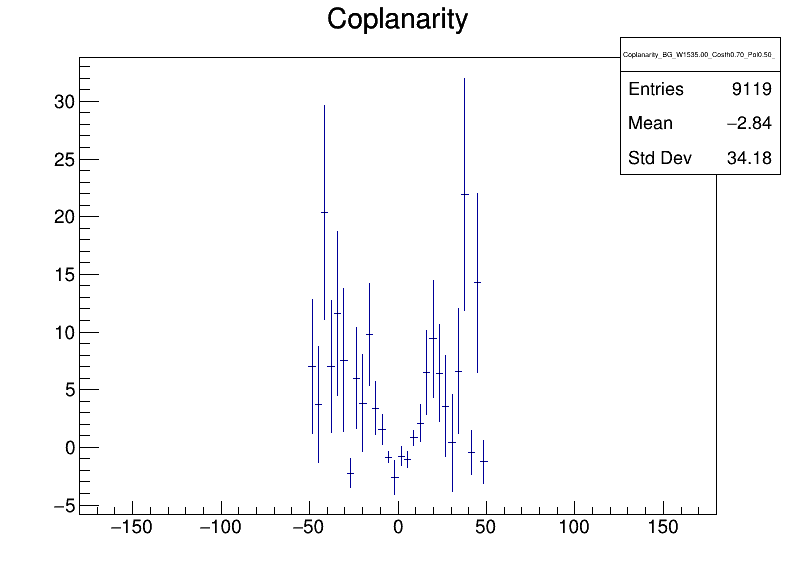 Coplanarity
Coplanarity_BG_W1535.00_Costh0.70_Pol0.50_
Entries 9119
Mean −2.84
Std Dev 34.18
30
25
20
15
10
5
0
−5
−150 −100 −50 0 50 100 150